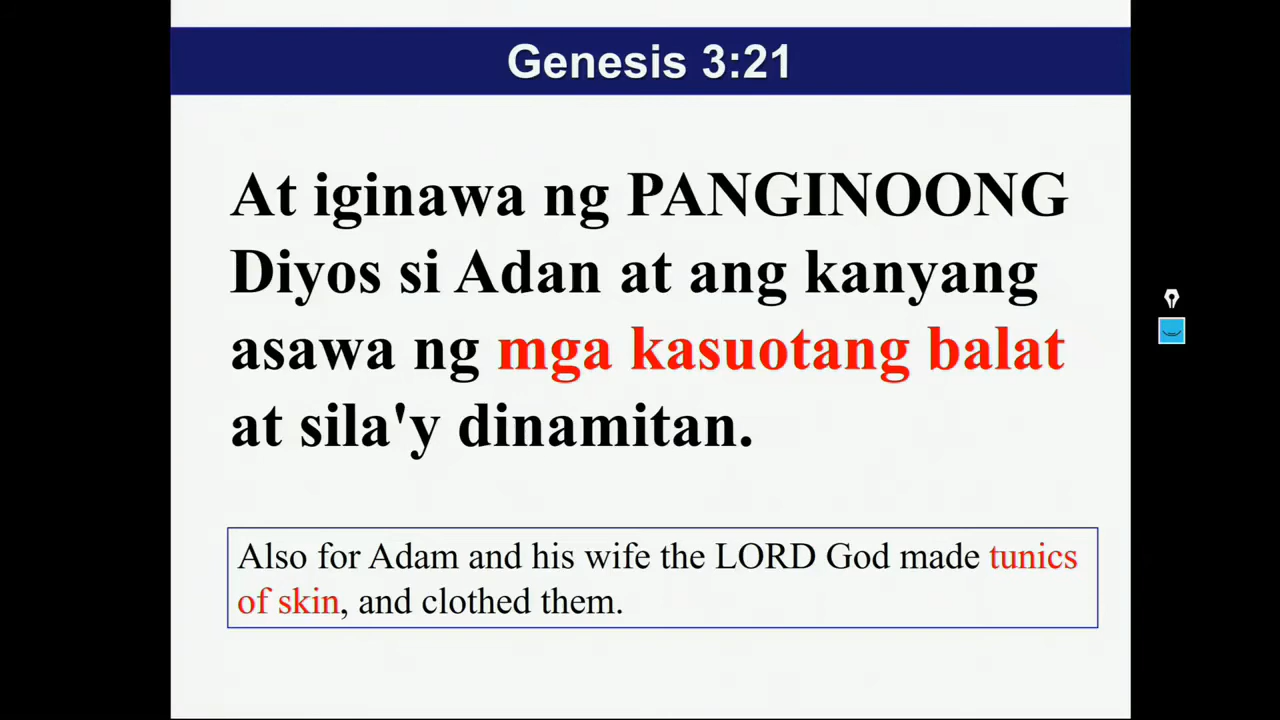 Genesis 3:21
At iginawa ng PANGINOONG
Diyos si Adan at ang kanyang
asawa ng mga kasuotang balat
at sila'y dinamitan.
Also for Adam and his wife the LORD God made tunics
of skin, and clothed them.